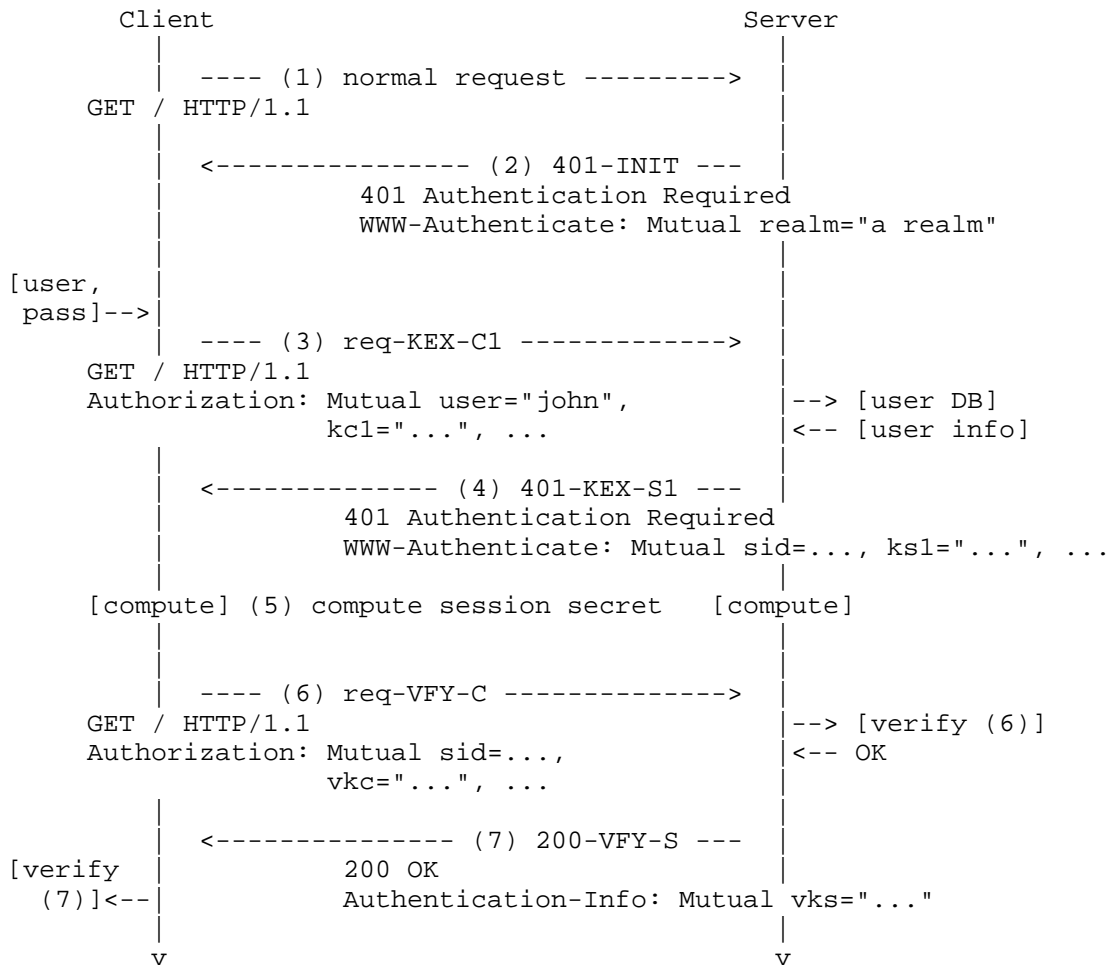 Client Server
---- (1) normal request --------->
GET / HTTP/1.1
<---------------- (2) 401-INIT ---
401 Authentication Required
WWW-Authenticate: Mutual realm="a realm"
[user,
pass]-->
---- (3) req-KEX-C1 ------------->
GET / HTTP/1.1
Authorization: Mutual user="john", --> [user DB]
kc1="...", ... <-- [user info]
<-------------- (4) 401-KEX-S1 ---
401 Authentication Required
WWW-Authenticate: Mutual sid=..., ks1="...", ...
[compute] (5) compute session secret [compute]
---- (6) req-VFY-C -------------->
GET / HTTP/1.1 --> [verify (6)]
Authorization: Mutual sid=..., <-- OK
vkc="...", ...
<--------------- (7) 200-VFY-S ---
[verify 200 OK
(7)]<-- Authentication-Info: Mutual vks="..."
v v